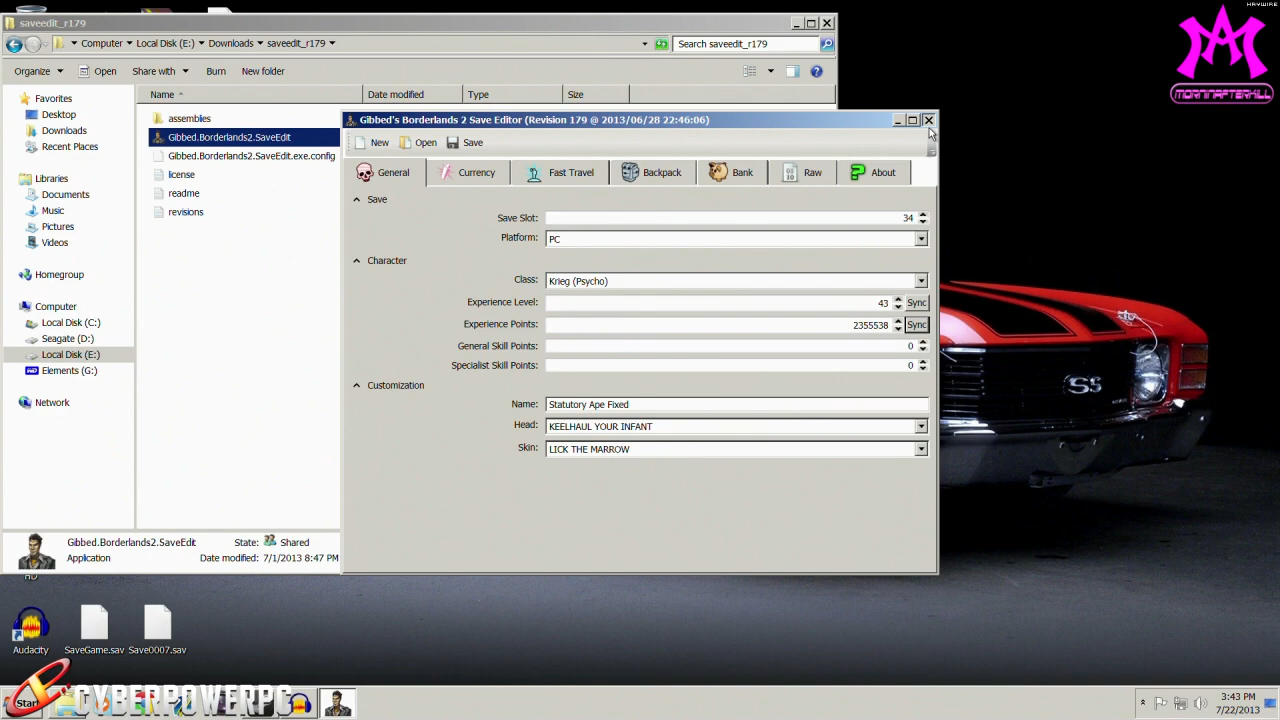 HAYWIRE
saveedit_r179
Computer Local Disk (E:) Downloads saveedit_r179
Search saveedit_r179
Organize Open Share with Burn New folder
MORNINAFTERKILL
Name Date modified Type Size
Favorites
Desktop
Downloads
Recent Places
Libraries
Documents
Music
Pictures
Videos
Homegroup
Computer
Local Disk (C:)
Seagate (D:)
Local Disk (E:)
Elements (G:)
Network
assemblies
Gibbed.Borderlands2.SaveEdit
Gibbed.Borderlands2.SaveEdit.exe.config
license
readme
revisions
Gibbed's Borderlands 2 Save Editor (Revision 179 @ 2013/06/28 22:46:06)
New Open Save
General Currency Fast Travel Backpack Bank Raw About
Save
Save Slot: 34
Platform: PC
Character
Class: Krieg (Psycho)
Experience Level: 43 Sync
Experience Points: 2355538 Sync
General Skill Points: 0
Specialist Skill Points: 0
Customization
Name: Statutory Ape Fixed
Head: KEELHAUL YOUR INFANT
Skin: LICK THE MARROW
SS
Gibbed.Borderlands2.SaveEdit State: Shared
Application Date modified: 7/1/2013 8:47 PM
HD
Audacity SaveGame.sav Save0007.sav
Start
CYBERPOWERPC
3:43 PM
7/22/2013